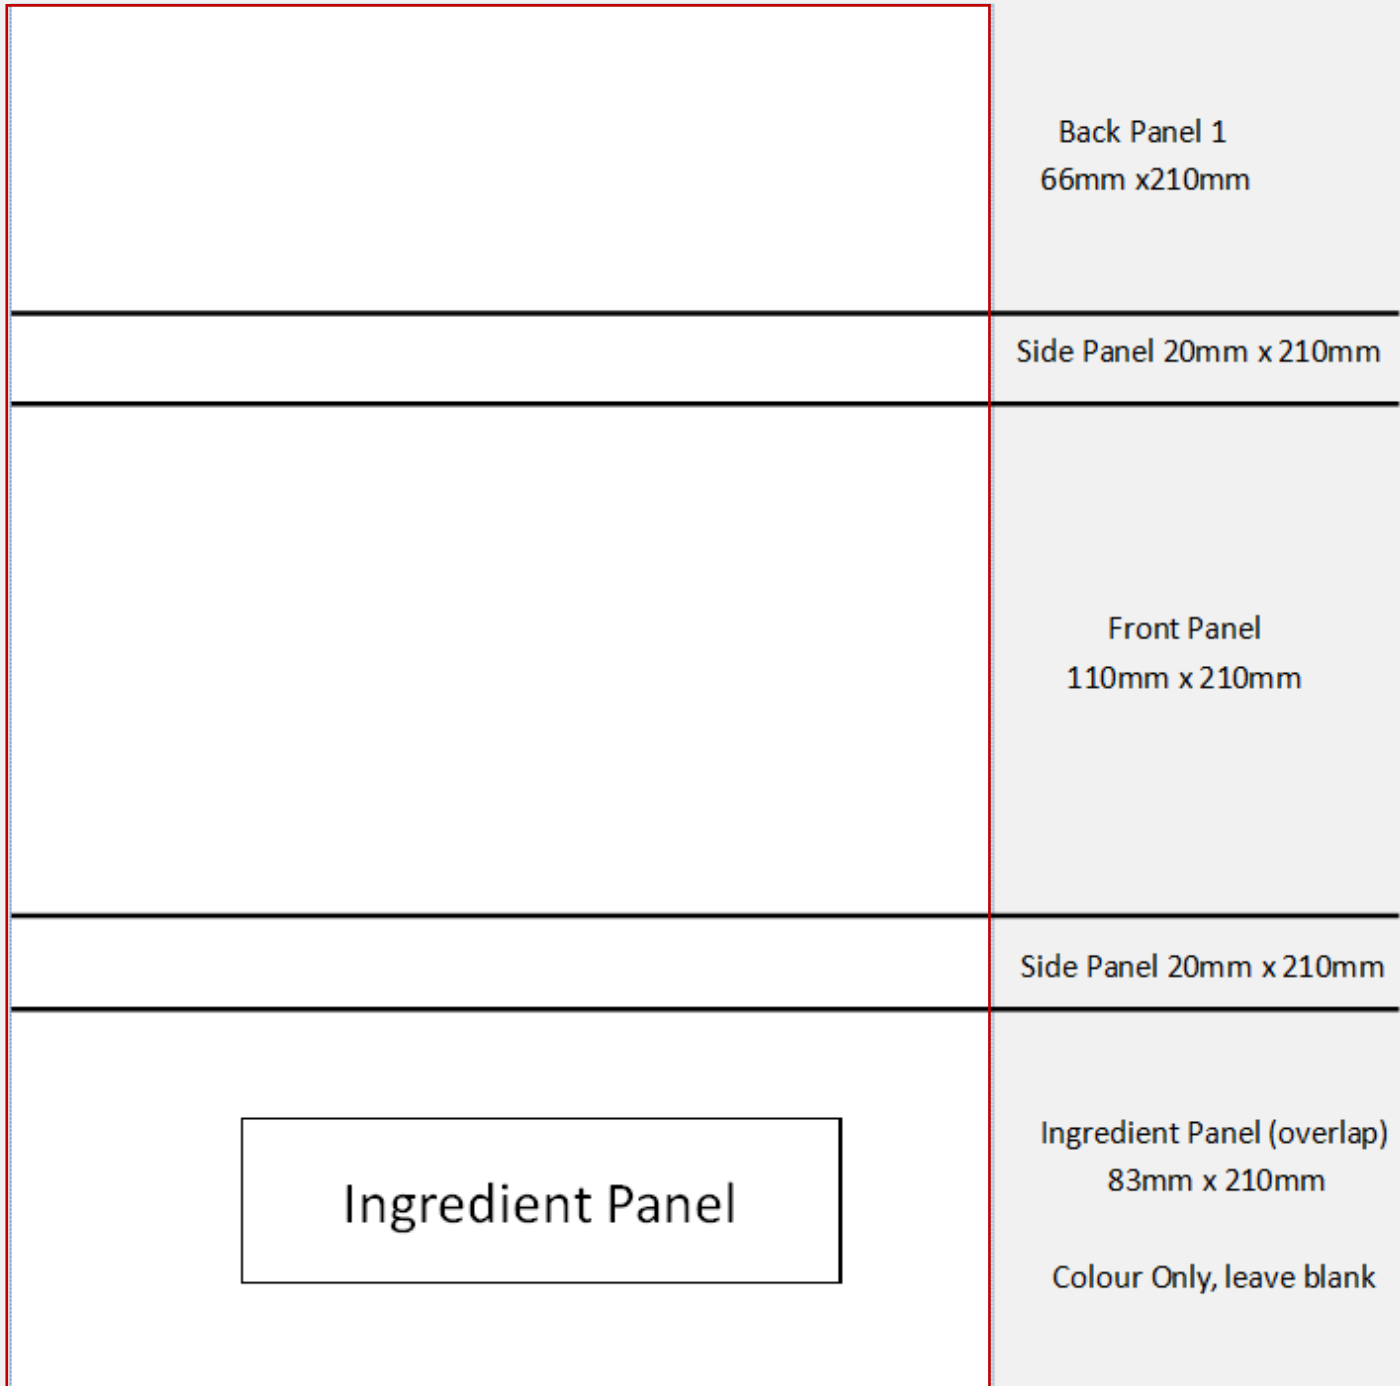 Back Panel 1
66mm x210mm
Side Panel 20mm x 210mm
Front Panel
110mm x 210mm
Side Panel 20mm x 210mm
Ingredient Panel
Ingredient Panel (overlap)
83mm x 210mm
Colour Only, leave blank